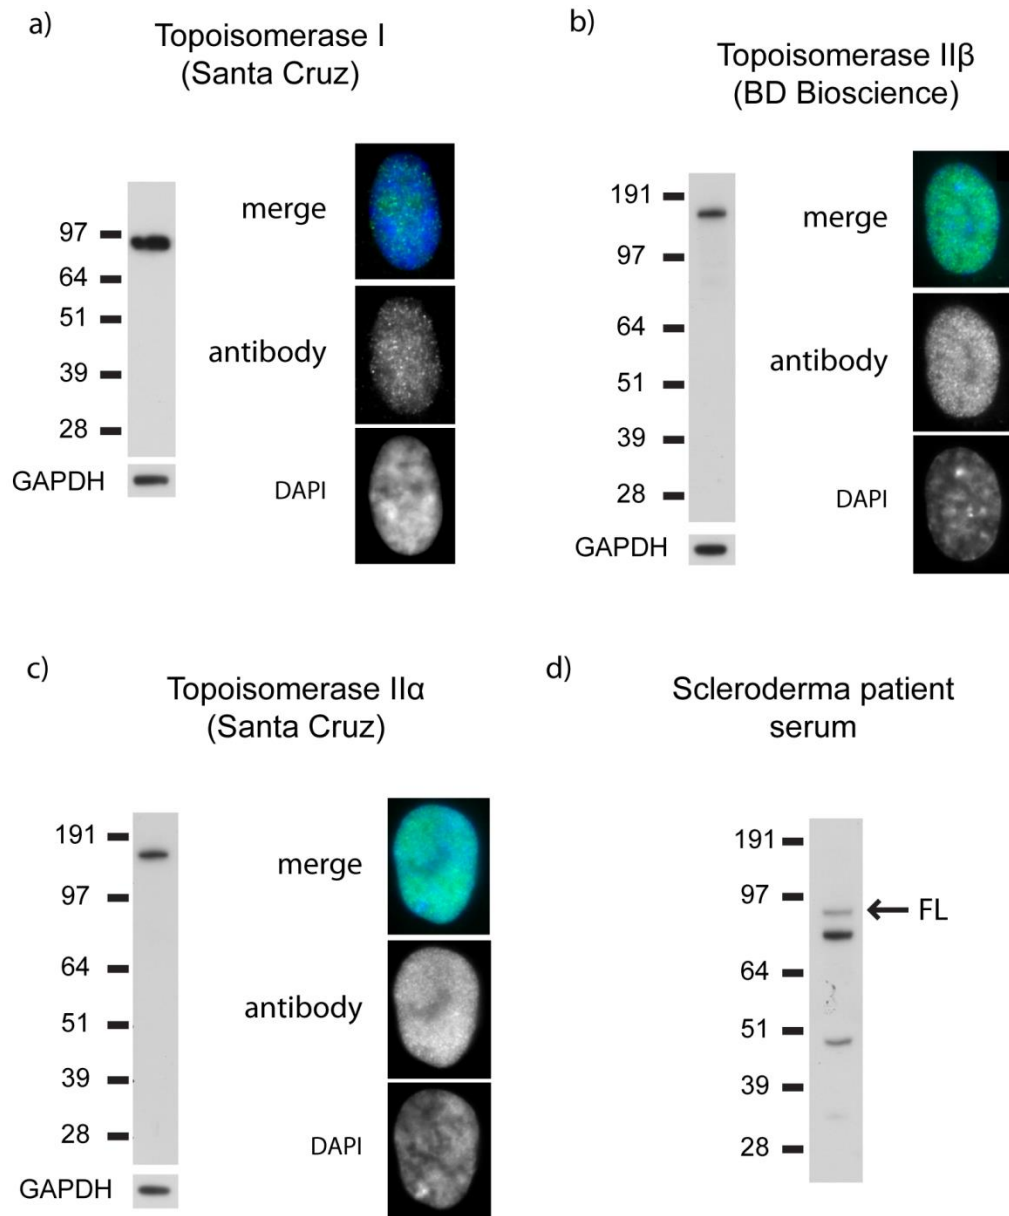 a)
Topoisomerase I
(Santa Cruz)
97
64
51
39
28
GAPDH
merge
antibody
DAPI
b)
Topoisomerase IIβ
(BD Bioscience)
191
97
64
51
39
28
GAPDH
merge
antibody
DAPI
c)
Topoisomerase IIα
(Santa Cruz)
191
97
64
51
39
28
GAPDH
merge
antibody
DAPI
d)
Scleroderma patient
serum
191
97
64
51
39
28
FL